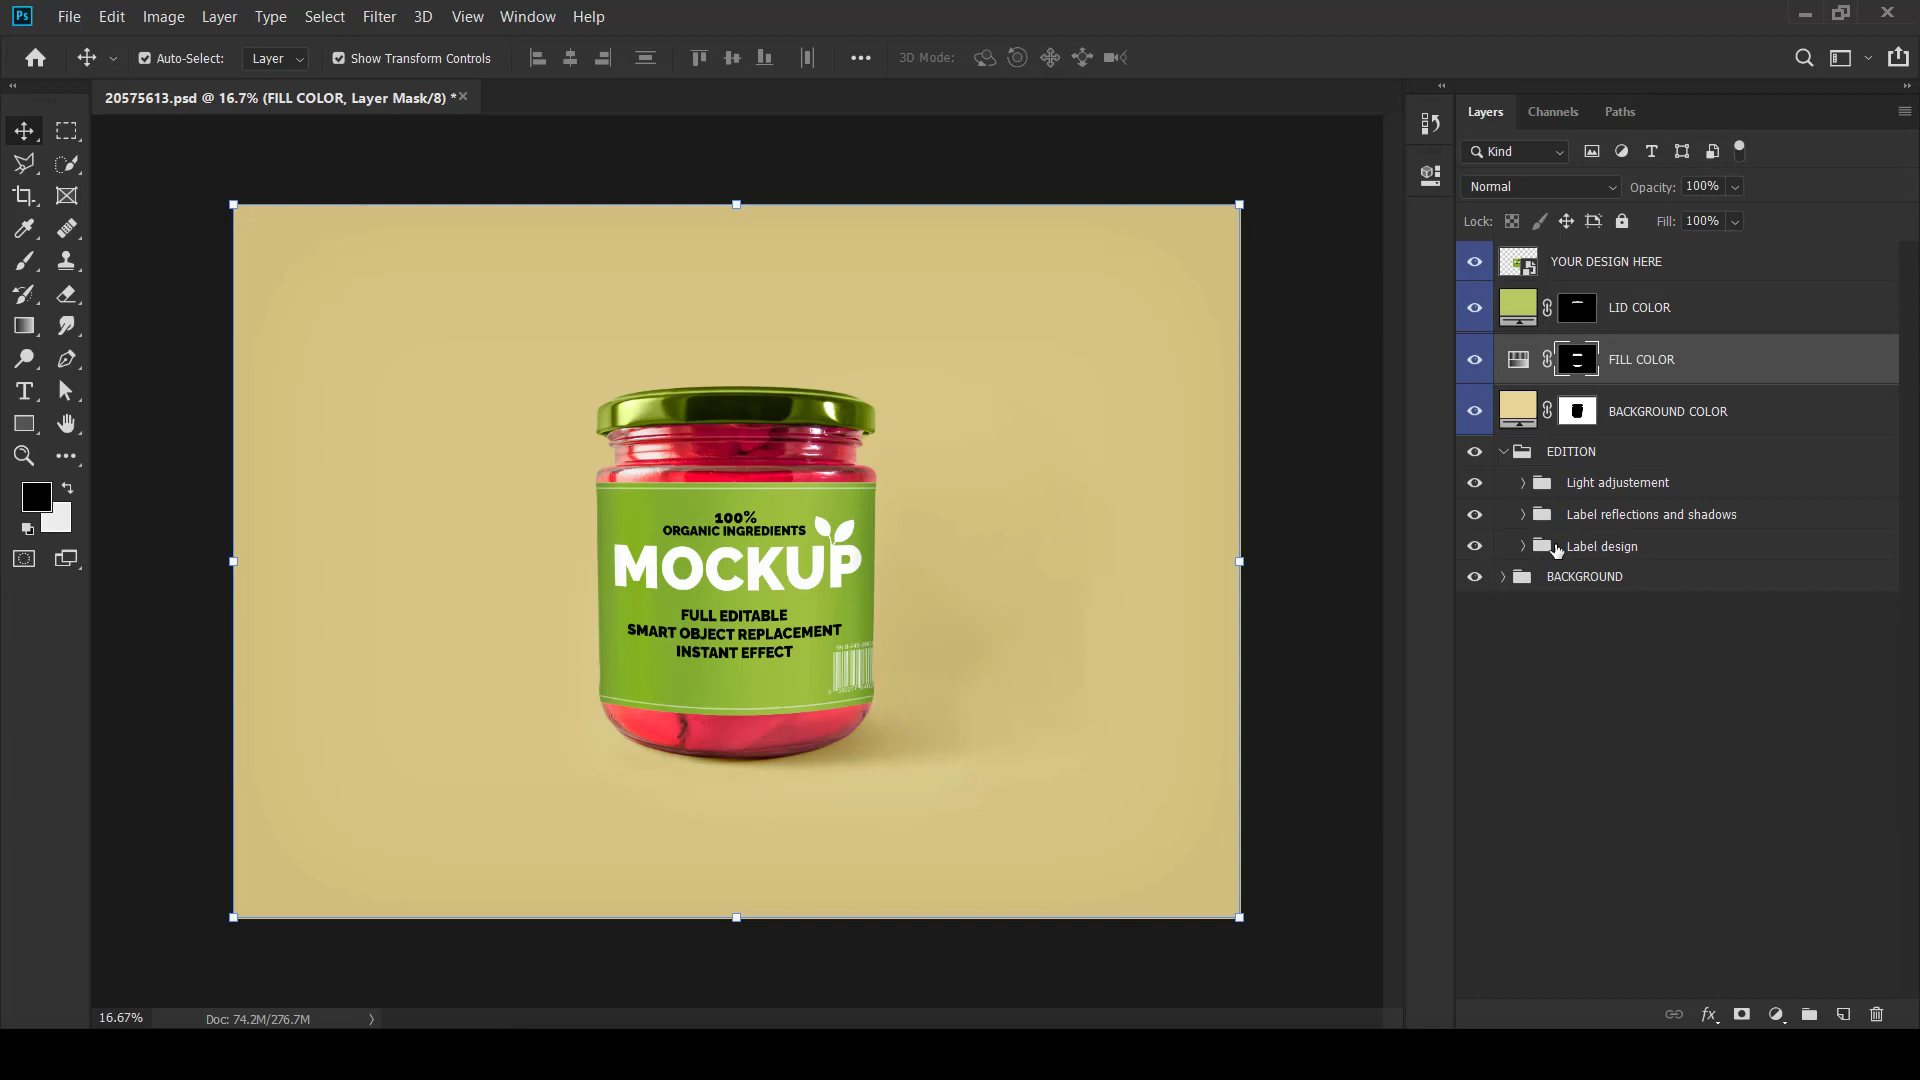 Ps File Edit Image Layer Type Select Filter 3D View Window Help
Auto-Select: Layer Show Transform Controls 3D Mode:
20575613.psd @ 16.7% (FILL COLOR, Layer Mask/8) *
Layers Channels Paths
Kind
Normal Opacity: 100%
Lock: Fill: 100%
YOUR DESIGN HERE
LID COLOR
FILL COLOR
BACKGROUND COLOR
EDITION
Light adjustement
Label reflections and shadows
Label design
BACKGROUND
100%
ORGANIC INGREDIENTS
MOCKUP
FULL EDITABLE
SMART OBJECT REPLACEMENT
INSTANT EFFECT
16.67% Doc: 74.2M/276.7M
fx